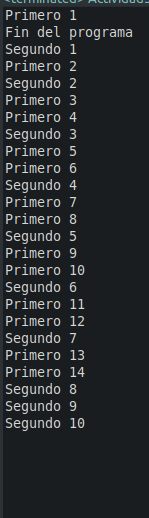 <terminated> Actividad3
Primero 1
Fin del programa
Segundo 1
Primero 2
Segundo 2
Primero 3
Primero 4
Segundo 3
Primero 5
Primero 6
Segundo 4
Primero 7
Primero 8
Segundo 5
Primero 9
Primero 10
Segundo 6
Primero 11
Primero 12
Segundo 7
Primero 13
Primero 14
Segundo 8
Segundo 9
Segundo 10